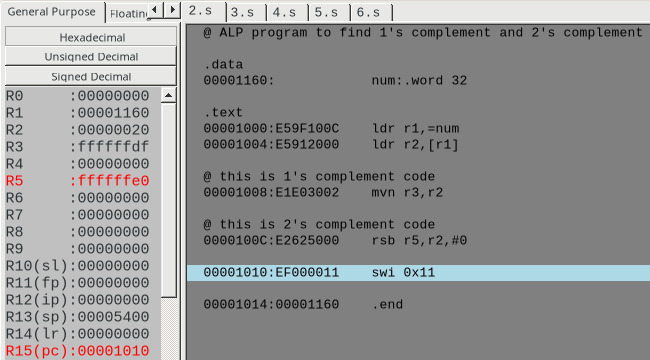 General Purpose
Floating
2.s
3.s
4.s
5.s
6.s
Hexadecimal
Unsigned Decimal
Signed Decimal
R0 :00000000
R1 :00001160
R2 :00000020
R3 :ffffffdf
R4 :00000000
R5 :ffffffe0
R6 :00000000
R7 :00000000
R8 :00000000
R9 :00000000
R10(sl):00000000
R11(fp):00000000
R12(ip):00000000
R13(sp):00005400
R14(lr):00000000
R15(pc):00001010
@ ALP program to find 1's complement and 2's complement
.data
00001160: num:.word 32
.text
00001000:E59F100C ldr r1,=num
00001004:E5912000 ldr r2,[r1]
@ this is 1's complement code
00001008:E1E03002 mvn r3,r2
@ this is 2's complement code
0000100C:E2625000 rsb r5,r2,#0
00001010:EF000011 swi 0x11
00001014:00001160 .end